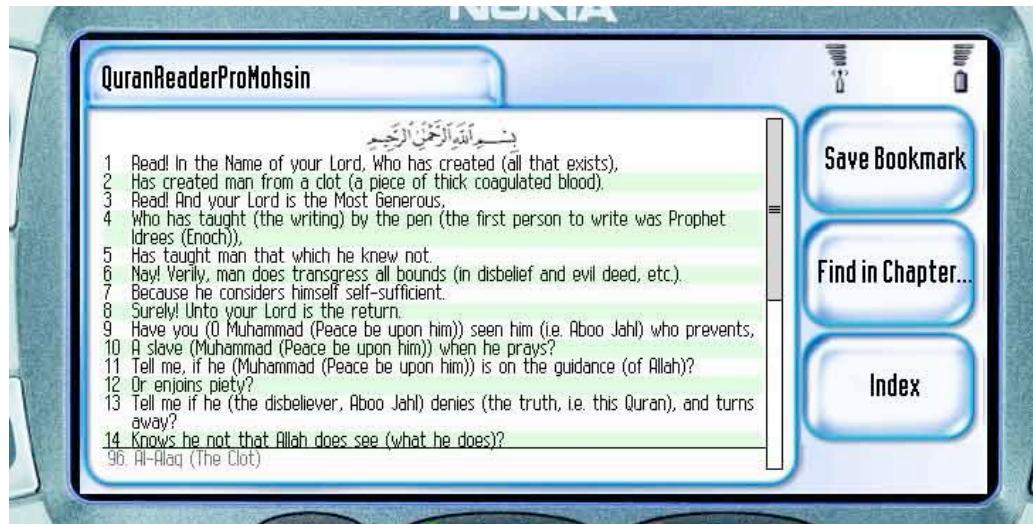 NOKIA
QuranReaderProMohsin
بِسْمِ ٱللَّهِ ٱلرَّحْمَٰنِ ٱلرَّحِيمِ
1 Read! In the Name of your Lord, Who has created (all that exists),
2 Has created man from a clot (a piece of thick coagulated blood).
3 Read! And your Lord is the Most Generous,
4 Who has taught (the writing) by the pen (the first person to write was Prophet
Idrees (Enoch)),
5 Has taught man that which he knew not.
6 Nay! Verily, man does transgress all bounds (in disbelief and evil deed, etc.).
7 Because he considers himself self-sufficient.
8 Surely! Unto your Lord is the return.
9 Have you (O Muhammad (Peace be upon him)) seen him (i.e. Aboo Jahl) who prevents,
10 A slave (Muhammad (Peace be upon him)) when he prays?
11 Tell me, if he (Muhammad (Peace be upon him)) is on the guidance (of Allah)?
12 Or enjoins piety?
13 Tell me if he (the disbeliever, Aboo Jahl) denies (the truth, i.e. this Quran), and turns
away?
14 Knows he not that Allah does see (what he does)?
96. Al-Alaq (The Clot)
Save Bookmark
Find in Chapter...
Index